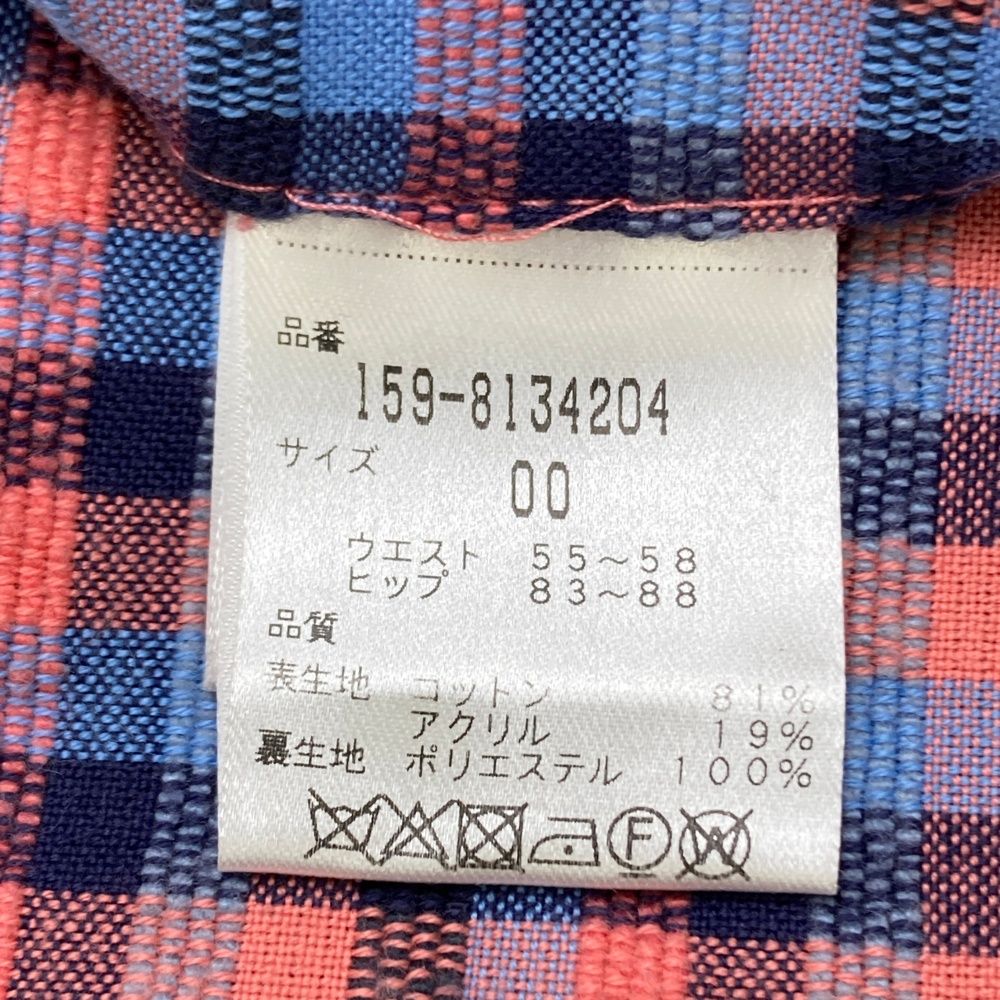 品番
159-8134204
サイズ
00
ウエスト 55~58
ヒップ 83~88
品質
表生地 コットン 81%
アクリル 19%
裏生地 ポリエステル 100%
F W